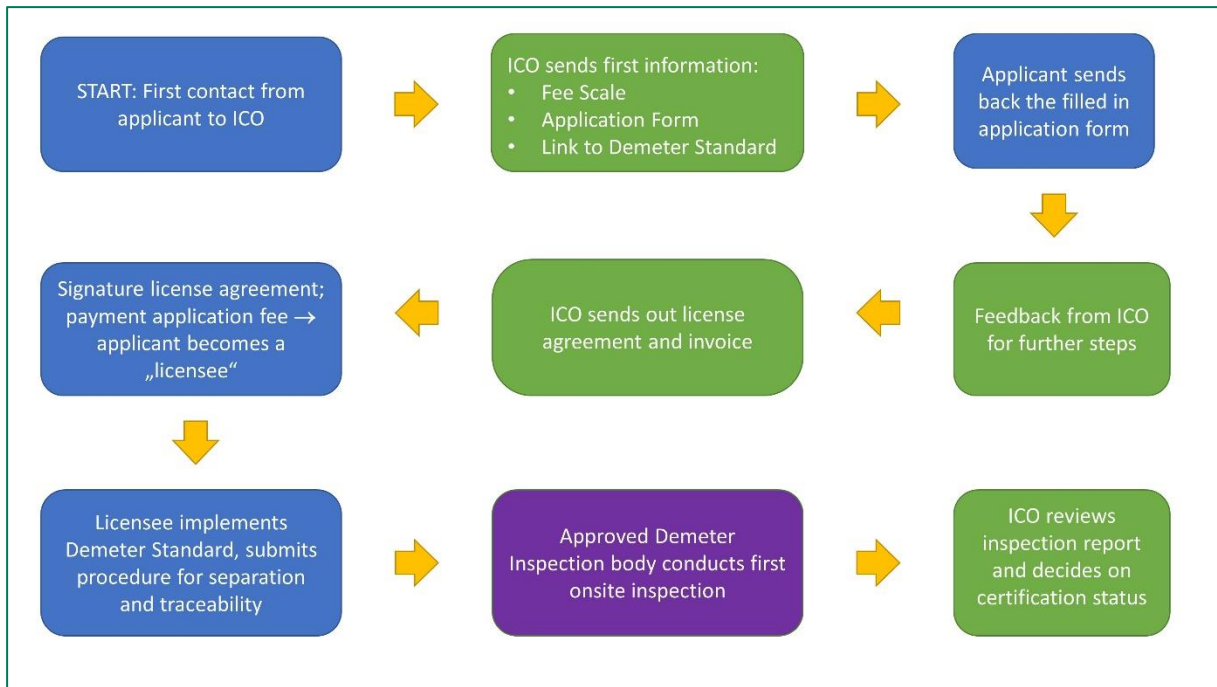 START: First contact from
applicant to ICO
ICO sends first information:
• Fee Scale
• Application Form
• Link to Demeter Standard
Applicant sends
back the filled in
application form
Feedback from ICO
for further steps
ICO sends out license
agreement and invoice
Signature license agreement;
payment application fee →
applicant becomes a
„licensee“
Licensee implements
Demeter Standard, submits
procedure for separation
and traceability
Approved Demeter
Inspection body conducts first
onsite inspection
ICO reviews
inspection report
and decides on
certification status